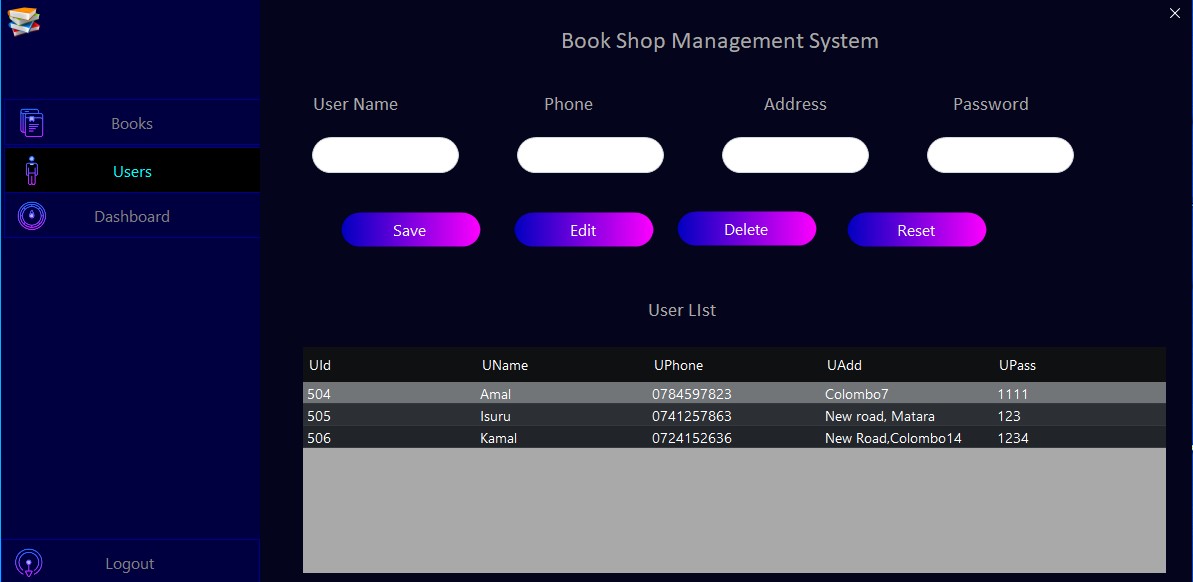 Book Shop Management System
User Name Phone Address Password
Books
Users
Dashboard
Save Edit Delete Reset
User LIst
UId UName UPhone UAdd UPass
504 Amal 0784597823 Colombo7 1111
505 Isuru 0741257863 New road, Matara 123
506 Kamal 0724152636 New Road,Colombo14 1234
Logout